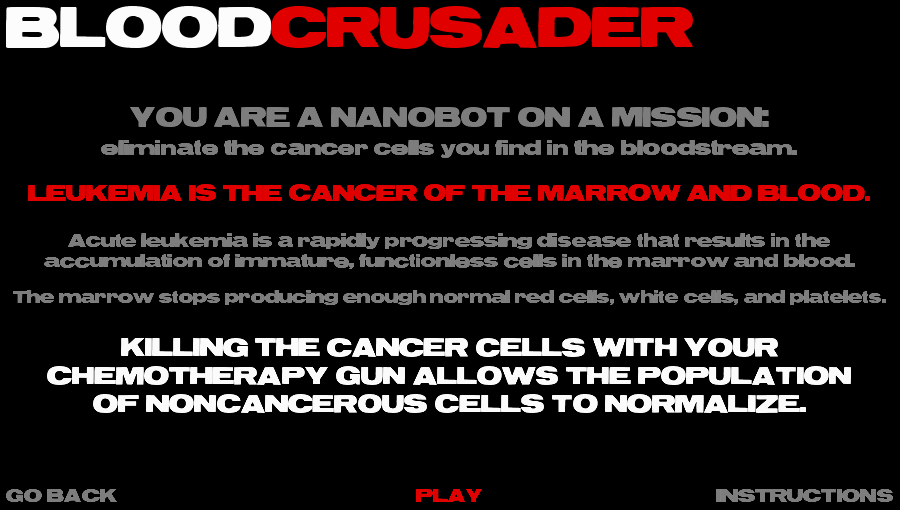 BLOODCRUSADER
YOU ARE A NANOBOT ON A MISSION:
eliminate the cancer cells you find in the bloodstream.
LEUKEMIA IS THE CANCER OF THE MARROW AND BLOOD.
Acute leukemia is a rapidly progressing disease that results in the
accumulation of immature, functionless cells in the marrow and blood.
The marrow stops producing enough normal red cells, white cells, and platelets.
KILLING THE CANCER CELLS WITH YOUR
CHEMOTHERAPY GUN ALLOWS THE POPULATION
OF NONCANCEROUS CELLS TO NORMALIZE.
GO BACK
PLAY
INSTRUCTIONS